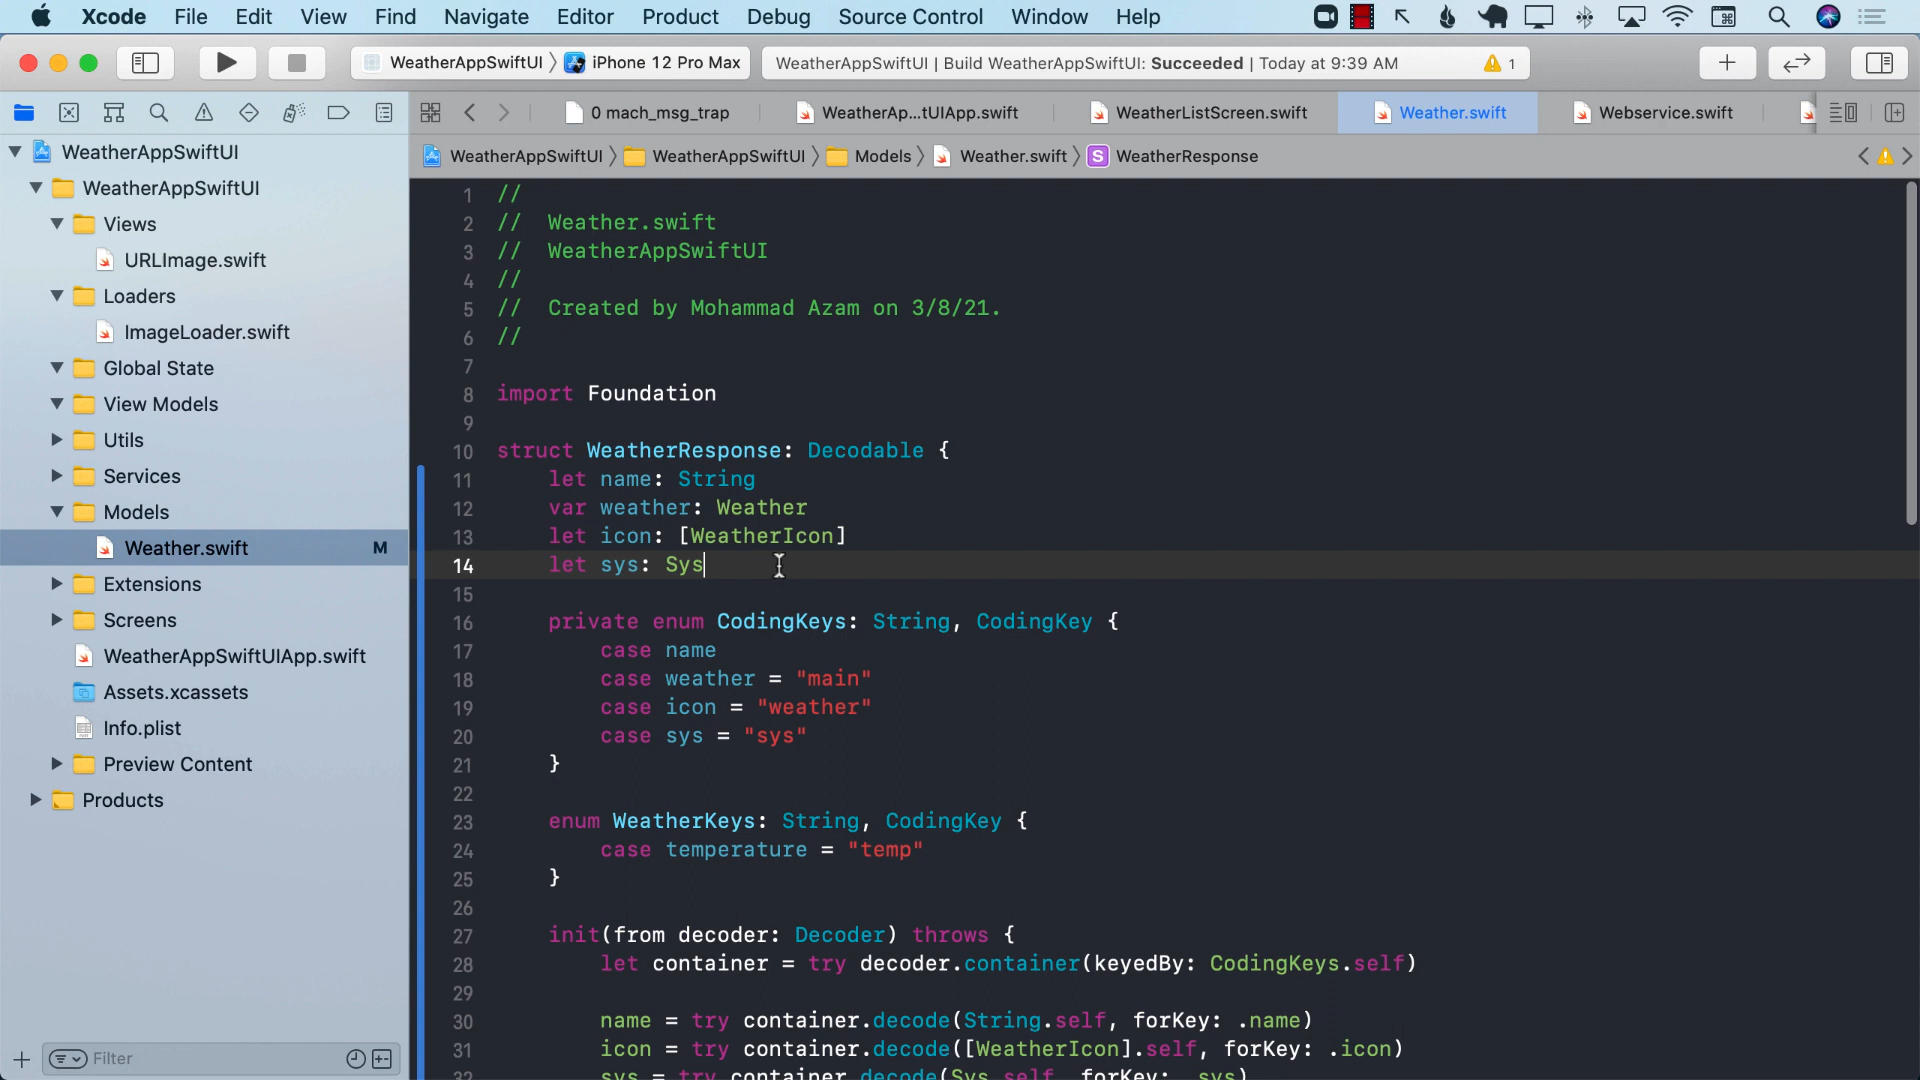 Xcode File Edit View Find Navigate Editor Product Debug Source Control Window Help
WeatherAppSwiftUI iPhone 12 Pro Max WeatherAppSwiftUI | Build WeatherAppSwiftUI: Succeeded | Today at 9:39 AM 1
0 mach_msg_trap WeatherAp...tUIApp.swift WeatherListScreen.swift Weather.swift Webservice.swift
WeatherAppSwiftUI WeatherAppSwiftUI Models Weather.swift S WeatherResponse
WeatherAppSwiftUI
WeatherAppSwiftUI
Views
URLImage.swift
Loaders
ImageLoader.swift
Global State
View Models
Utils
Services
Models
Weather.swift M
Extensions
Screens
WeatherAppSwiftUIApp.swift
Assets.xcassets
Info.plist
Preview Content
Products
Filter
1 //
2 //  Weather.swift
3 //  WeatherAppSwiftUI
4 //
5 //  Created by Mohammad Azam on 3/8/21.
6 //
7
8 import Foundation
9
10 struct WeatherResponse: Decodable {
11     let name: String
12     var weather: Weather
13     let icon: [WeatherIcon]
14     let sys: Sys
15
16     private enum CodingKeys: String, CodingKey {
17         case name
18         case weather = "main"
19         case icon = "weather"
20         case sys = "sys"
21     }
22
23     enum WeatherKeys: String, CodingKey {
24         case temperature = "temp"
25     }
26
27     init(from decoder: Decoder) throws {
28         let container = try decoder.container(keyedBy: CodingKeys.self)
29
30         name = try container.decode(String.self, forKey: .name)
31         icon = try container.decode([WeatherIcon].self, forKey: .icon)
32         sys = try container.decode(Sys.self, forKey: .sys)